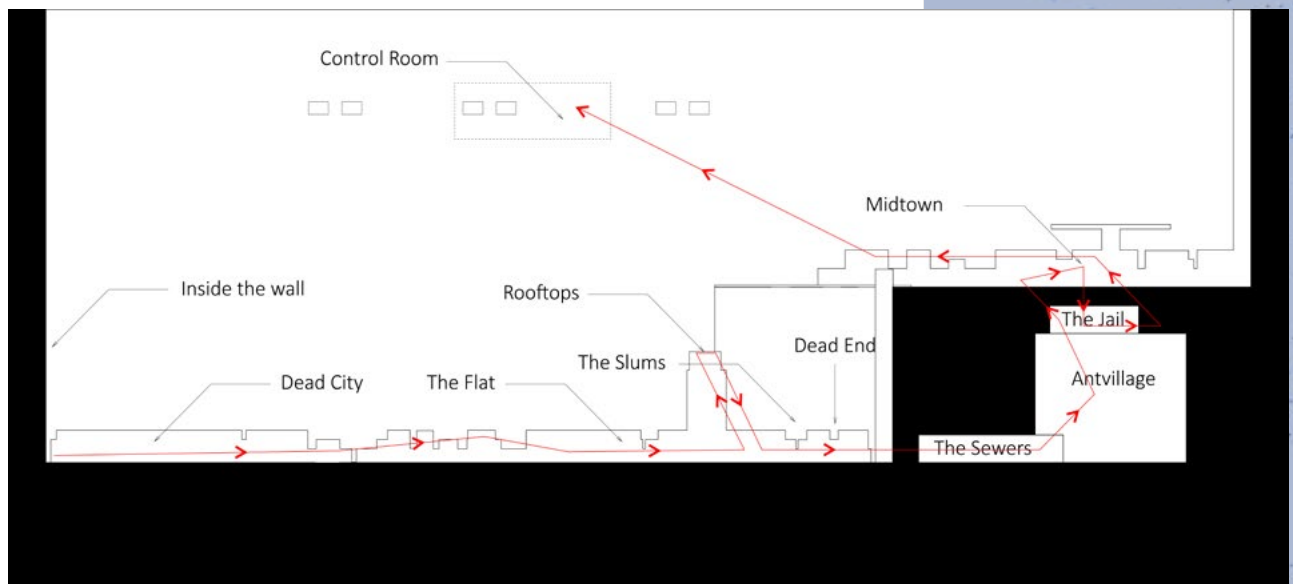 Control Room
Midtown
Inside the wall
Rooftops
The Jail
The Slums
Dead End
Dead City
The Flat
Antvillage
The Sewers